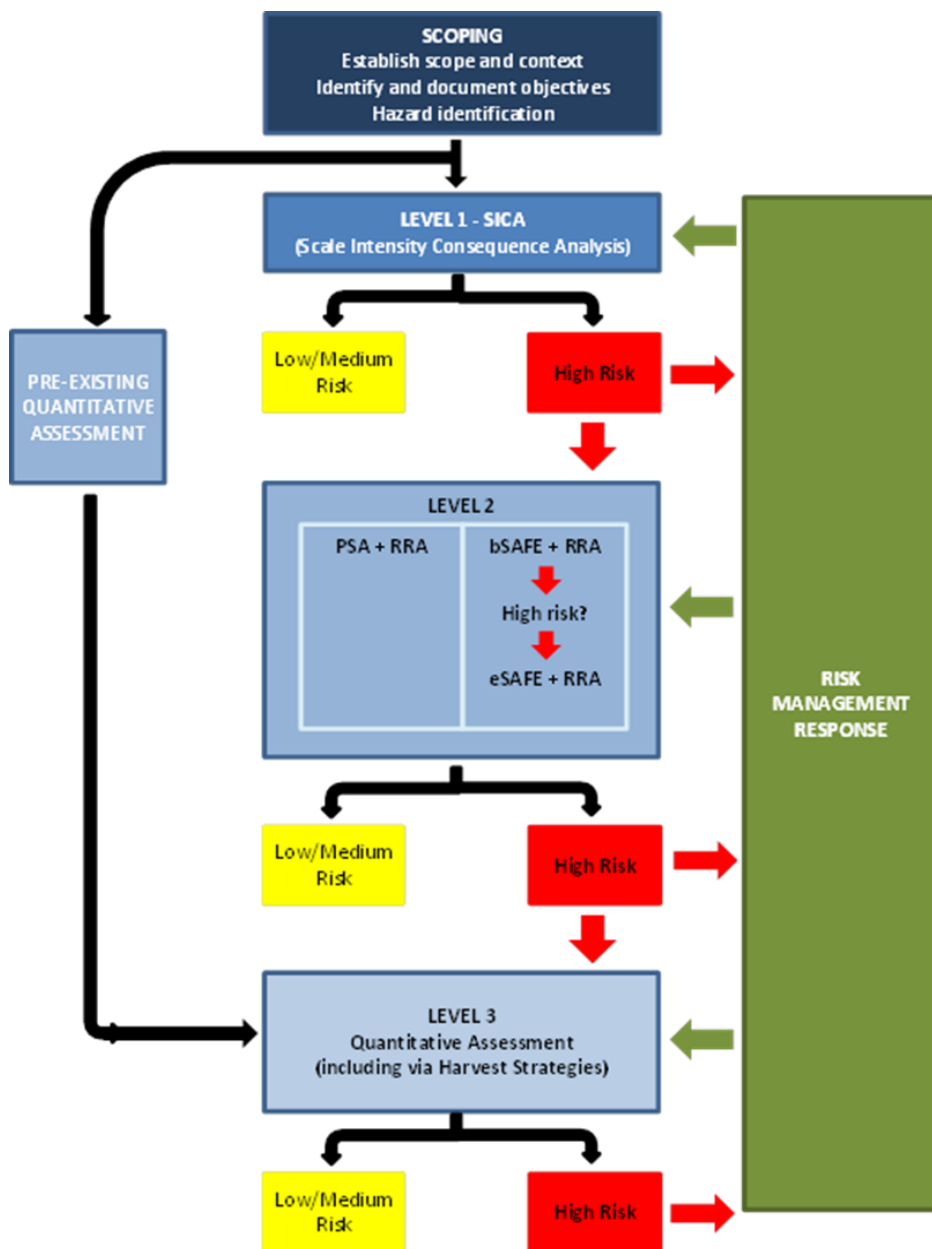 SCOPING
Establish scope and context
Identify and document objectives
Hazard identification
LEVEL 1 - SICA
(Scale Intensity Consequence Analysis)
Low/Medium
Risk
High Risk
PRE-EXISTING
QUANTITATIVE
ASSESSMENT
LEVEL 2
PSA + RRA
bSAFE + RRA
High risk?
eSAFE + RRA
RISK
MANAGEMENT
RESPONSE
Low/Medium
Risk
High Risk
LEVEL 3
Quantitative Assessment
(including via Harvest Strategies)
Low/Medium
Risk
High Risk